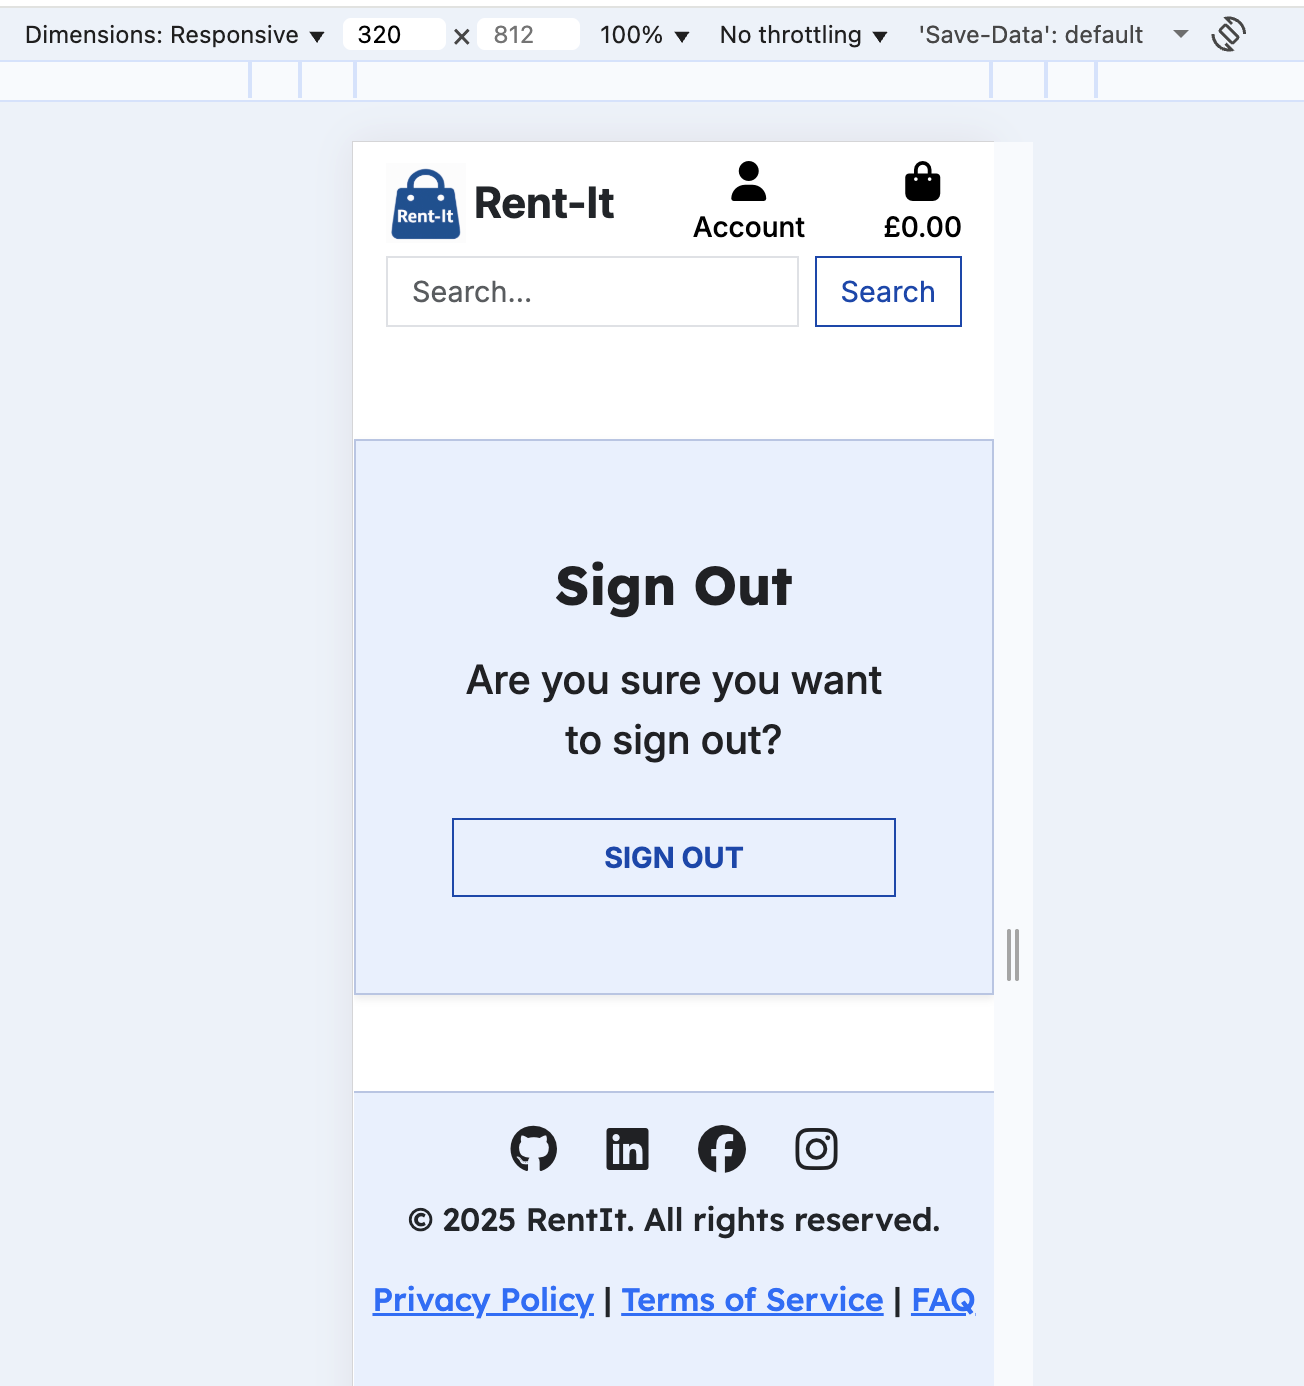 Dimensions: Responsive ▼ 320 × 812 100% ▼ No throttling ▼ 'Save-Data': default
Rent-It Rent-It
Account £0.00
Search... Search
Sign Out
Are you sure you want
to sign out?
SIGN OUT
© 2025 RentIt. All rights reserved.
Privacy Policy | Terms of Service | FAQ